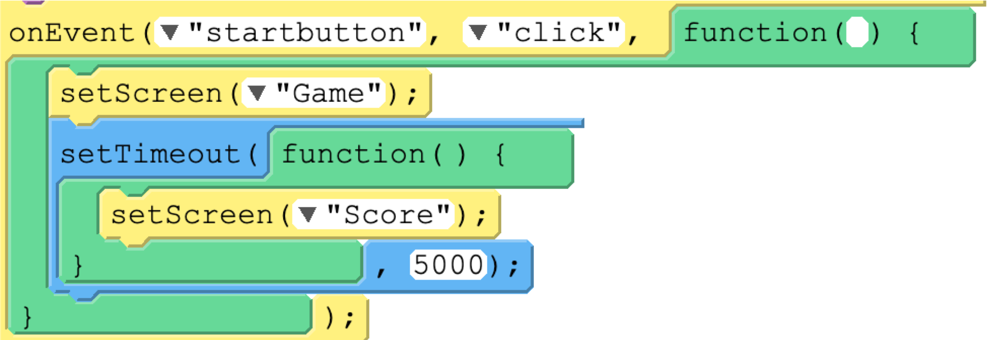 onEvent(▼ "startbutton", ▼ "click", function( ) {
setScreen(▼ "Game");
setTimeout( function( ) {
setScreen(▼ "Score");
} , 5000);
} );